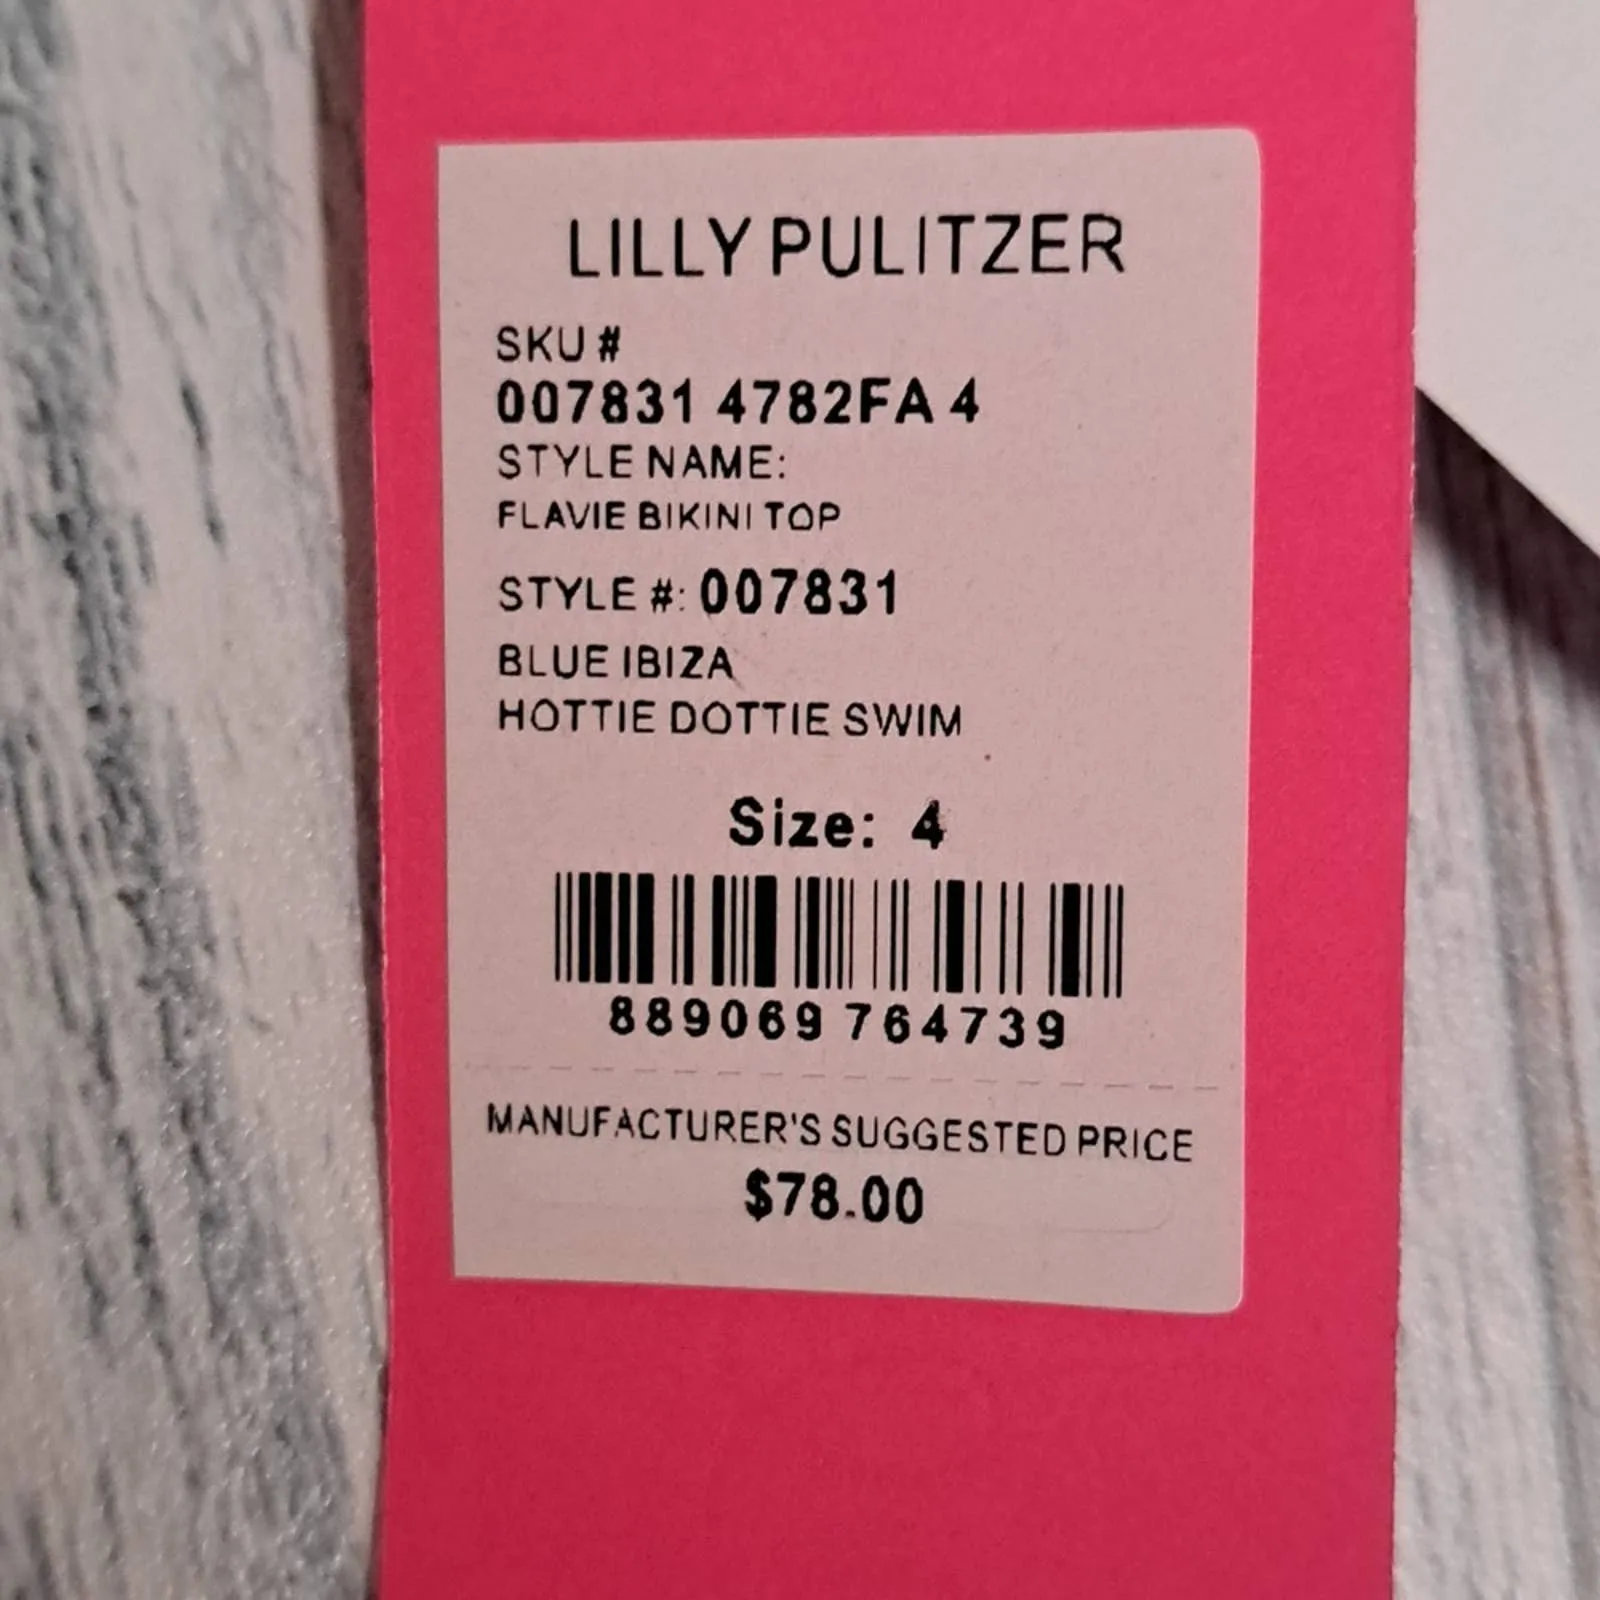 LILLY PULITZER
SKU #
007831 4782FA 4
STYLE NAME:
FLAVIE BIKINI TOP
STYLE #: 007831
BLUE IBIZA
HOTTIE DOTTIE SWIM
Size: 4
889069 764739
MANUFACTURER'S SUGGESTED PRICE
$78.00